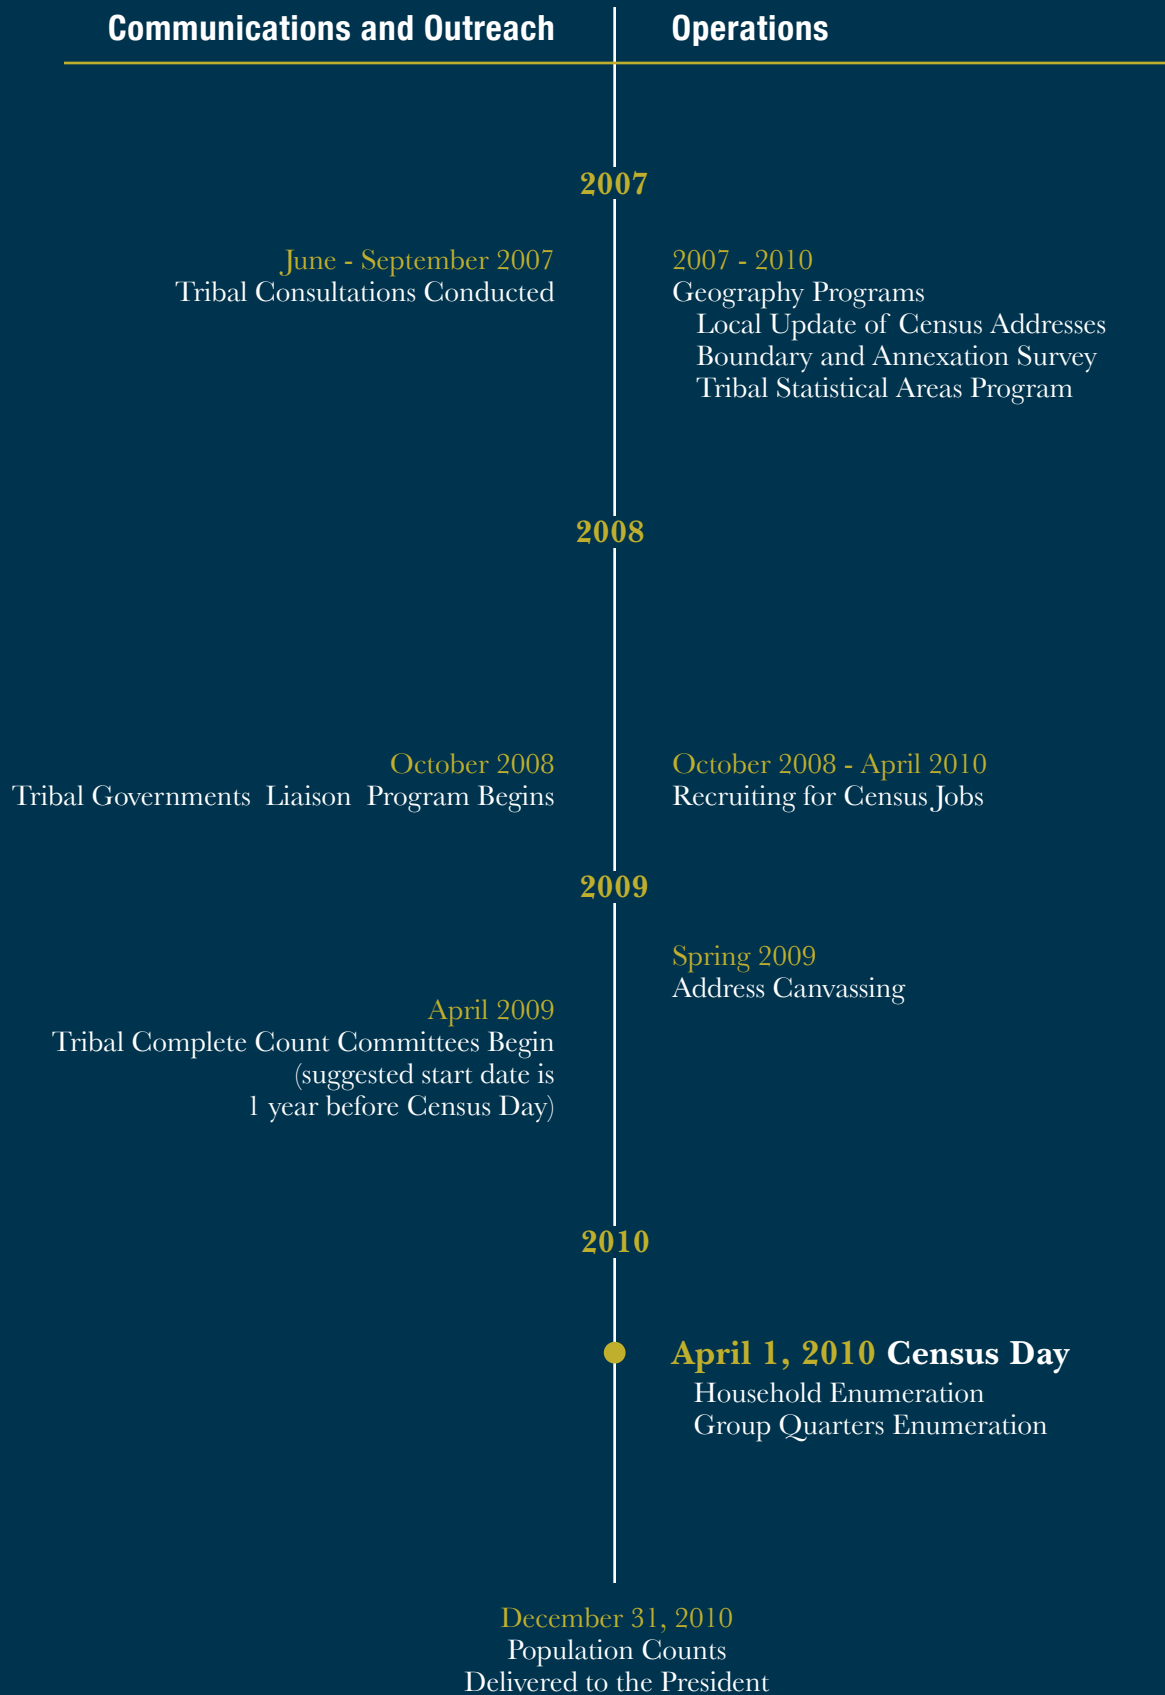 Communications and Outreach
Operations
2007
June - September 2007
Tribal Consultations Conducted
2007 - 2010
Geography Programs
Local Update of Census Addresses
Boundary and Annexation Survey
Tribal Statistical Areas Program
2008
October 2008
Tribal Governments Liaison Program Begins
October 2008 - April 2010
Recruiting for Census Jobs
2009
Spring 2009
Address Canvassing
April 2009
Tribal Complete Count Committees Begin
(suggested start date is
1 year before Census Day)
2010
April 1, 2010 Census Day
Household Enumeration
Group Quarters Enumeration
December 31, 2010
Population Counts
Delivered to the President